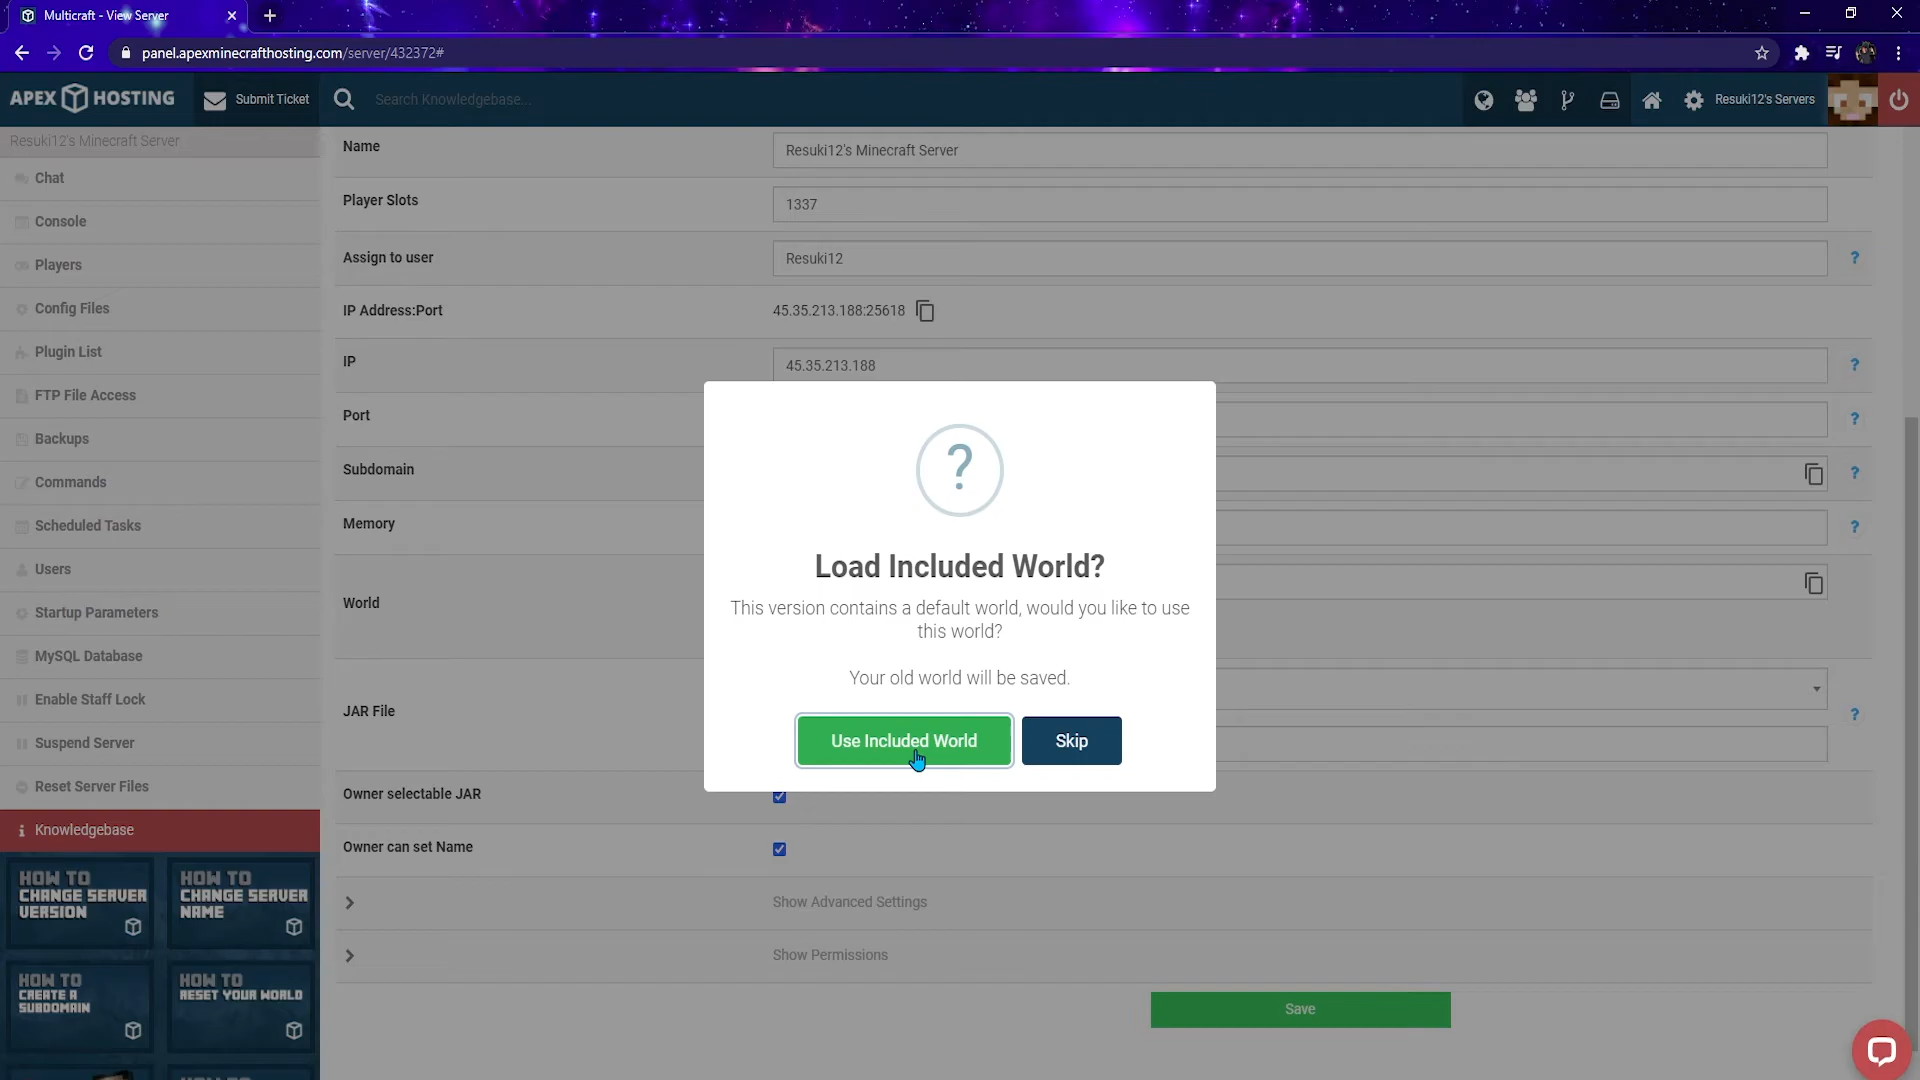 Multicraft - View Server
panel.apexminecrafthosting.com/server/432372#
APEX HOSTING
Submit Ticket
Search Knowledgebase...
Resuki12's Servers
Resuki12's Minecraft Server
Chat
Console
Players
Config Files
Plugin List
FTP File Access
Backups
Commands
Scheduled Tasks
Users
Startup Parameters
MySQL Database
Enable Staff Lock
Suspend Server
Reset Server Files
Knowledgebase
HOW TO
CHANGE SERVER
VERSION
HOW TO
CHANGE SERVER
NAME
HOW TO
CREATE A
SUBDOMAIN
HOW TO
RESET YOUR WORLD
Name
Resuki12's Minecraft Server
Player Slots
1337
Assign to user
Resuki12
?
IP Address:Port
45.35.213.188:25618
IP
45.35.213.188
?
Port
?
Subdomain
?
Memory
?
World
JAR File
?
Owner selectable JAR
Owner can set Name
Show Advanced Settings
Show Permissions
Save
?
Load Included World?
This version contains a default world, would you like to use
this world?
Your old world will be saved.
Use Included World
Skip